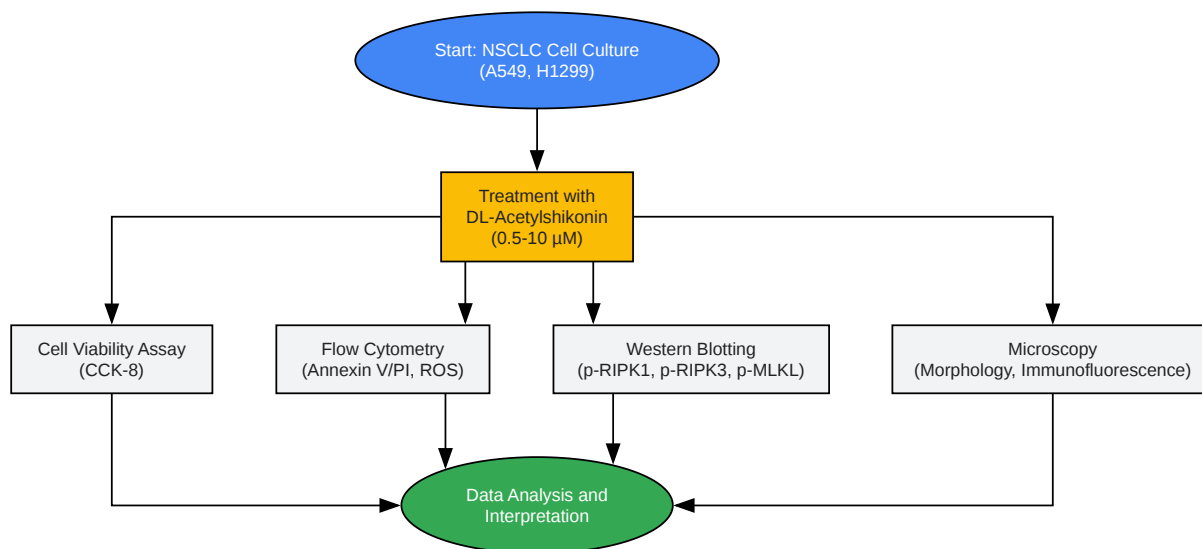 Start: NSCLC Cell Culture
(A549, H1299)
Treatment with
DL-Acetylshikonin
(0.5-10 µM)
Cell Viability Assay
(CCK-8)
Flow Cytometry
(Annexin V/PI, ROS)
Western Blotting
(p-RIPK1, p-RIPK3, p-MLKL)
Microscopy
(Morphology, Immunofluorescence)
Data Analysis and
Interpretation